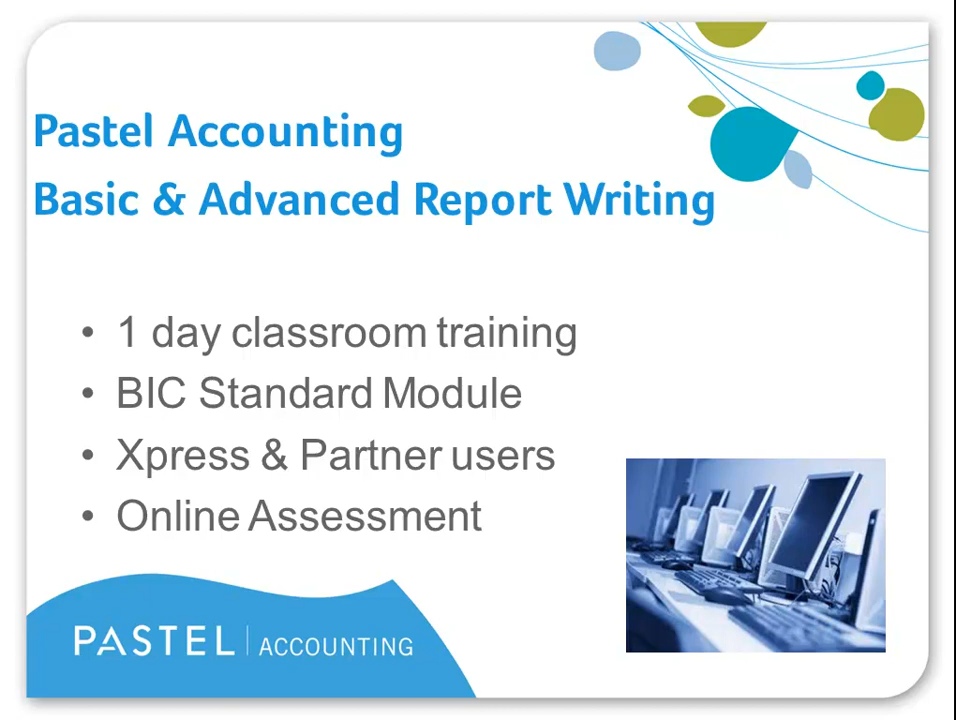 Pastel Accounting
Basic & Advanced Report Writing
• 1 day classroom training
• BIC Standard Module
• Xpress & Partner users
• Online Assessment
PASTEL | ACCOUNTING